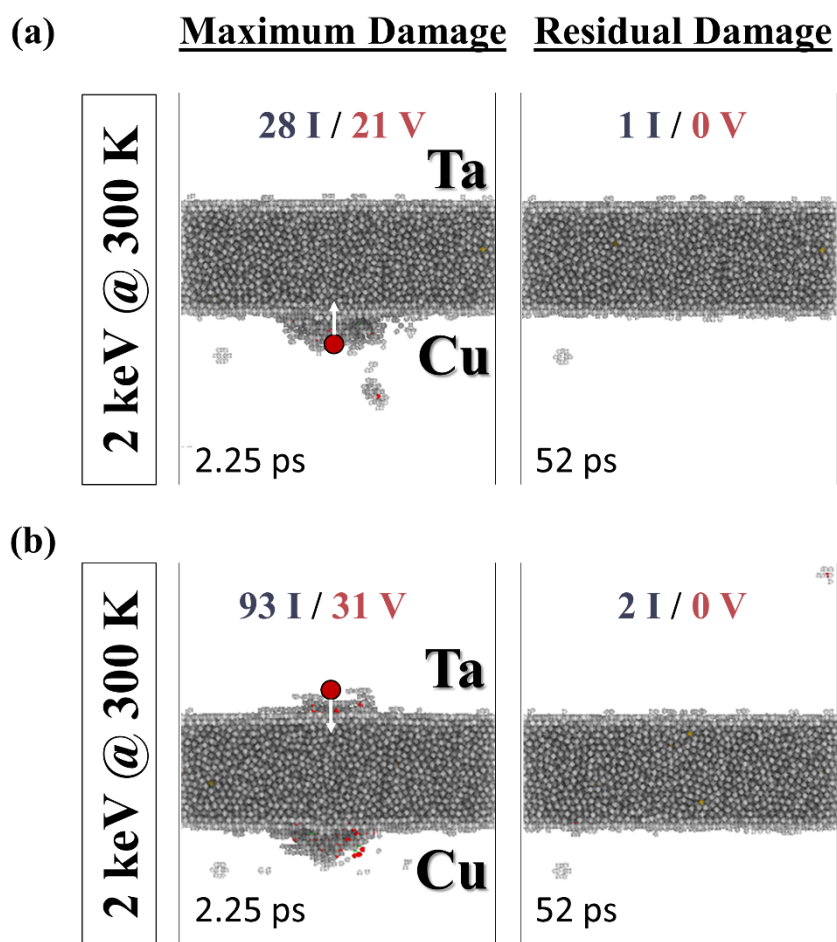 (a)
Maximum Damage
Residual Damage
2 keV @ 300 K
28 I / 21 V
1 I / 0 V
Ta
Cu
2.25 ps
52 ps
(b)
2 keV @ 300 K
93 I / 31 V
2 I / 0 V
Ta
Cu
2.25 ps
52 ps